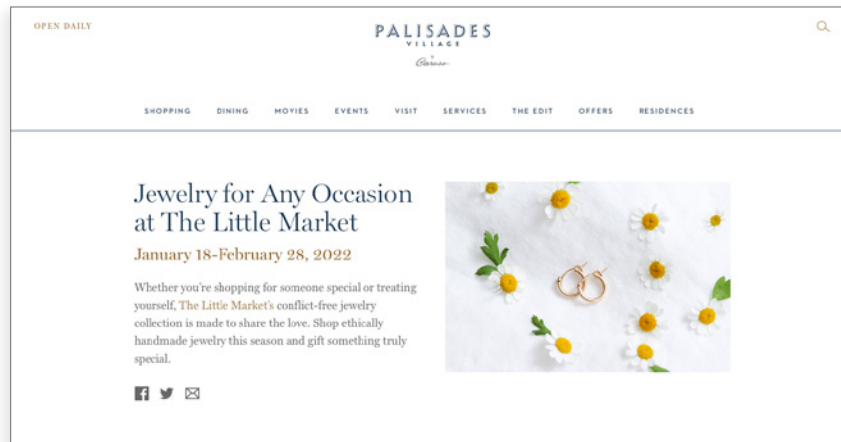 OPEN DAILY
PALISADES
VILLAGE
Caruso
SHOPPING DINING MOVIES EVENTS VISIT SERVICES THE EDIT OFFERS RESIDENCES
Jewelry for Any Occasion
at The Little Market
January 18-February 28, 2022
Whether you're shopping for someone special or treating
yourself, The Little Market's conflict-free jewelry
collection is made to share the love. Shop ethically
handmade jewelry this season and gift something truly
special.